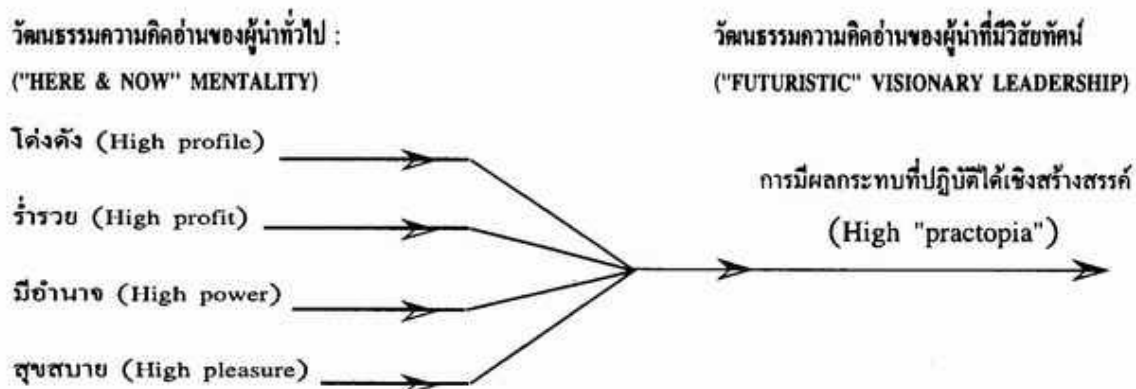 วัฒนธรรมความคิดอ่านของผู้นำทั่วไป :
("HERE & NOW" MENTALITY)
วัฒนธรรมความคิดอ่านของผู้นำที่มีวิสัยทัศน์
("FUTURISTIC" VISIONARY LEADERSHIP)
โด่งดัง (High profile)
ร่ำรวย (High profit)
มีอำนาจ (High power)
สุขสบาย (High pleasure)
การมีผลกระทบที่ปฏิบัติได้เชิงสร้างสรรค์
(High "practopia")